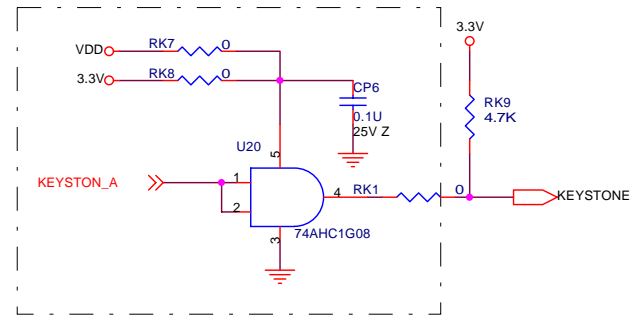 VDD RK7 0
3.3V RK8 0
3.3V
CP6
0.1U
25V Z
RK9
4.7K
U20
5
KEYSTON_A 1
2
4 RK1 0 KEYSTONE
3
74AHC1G08